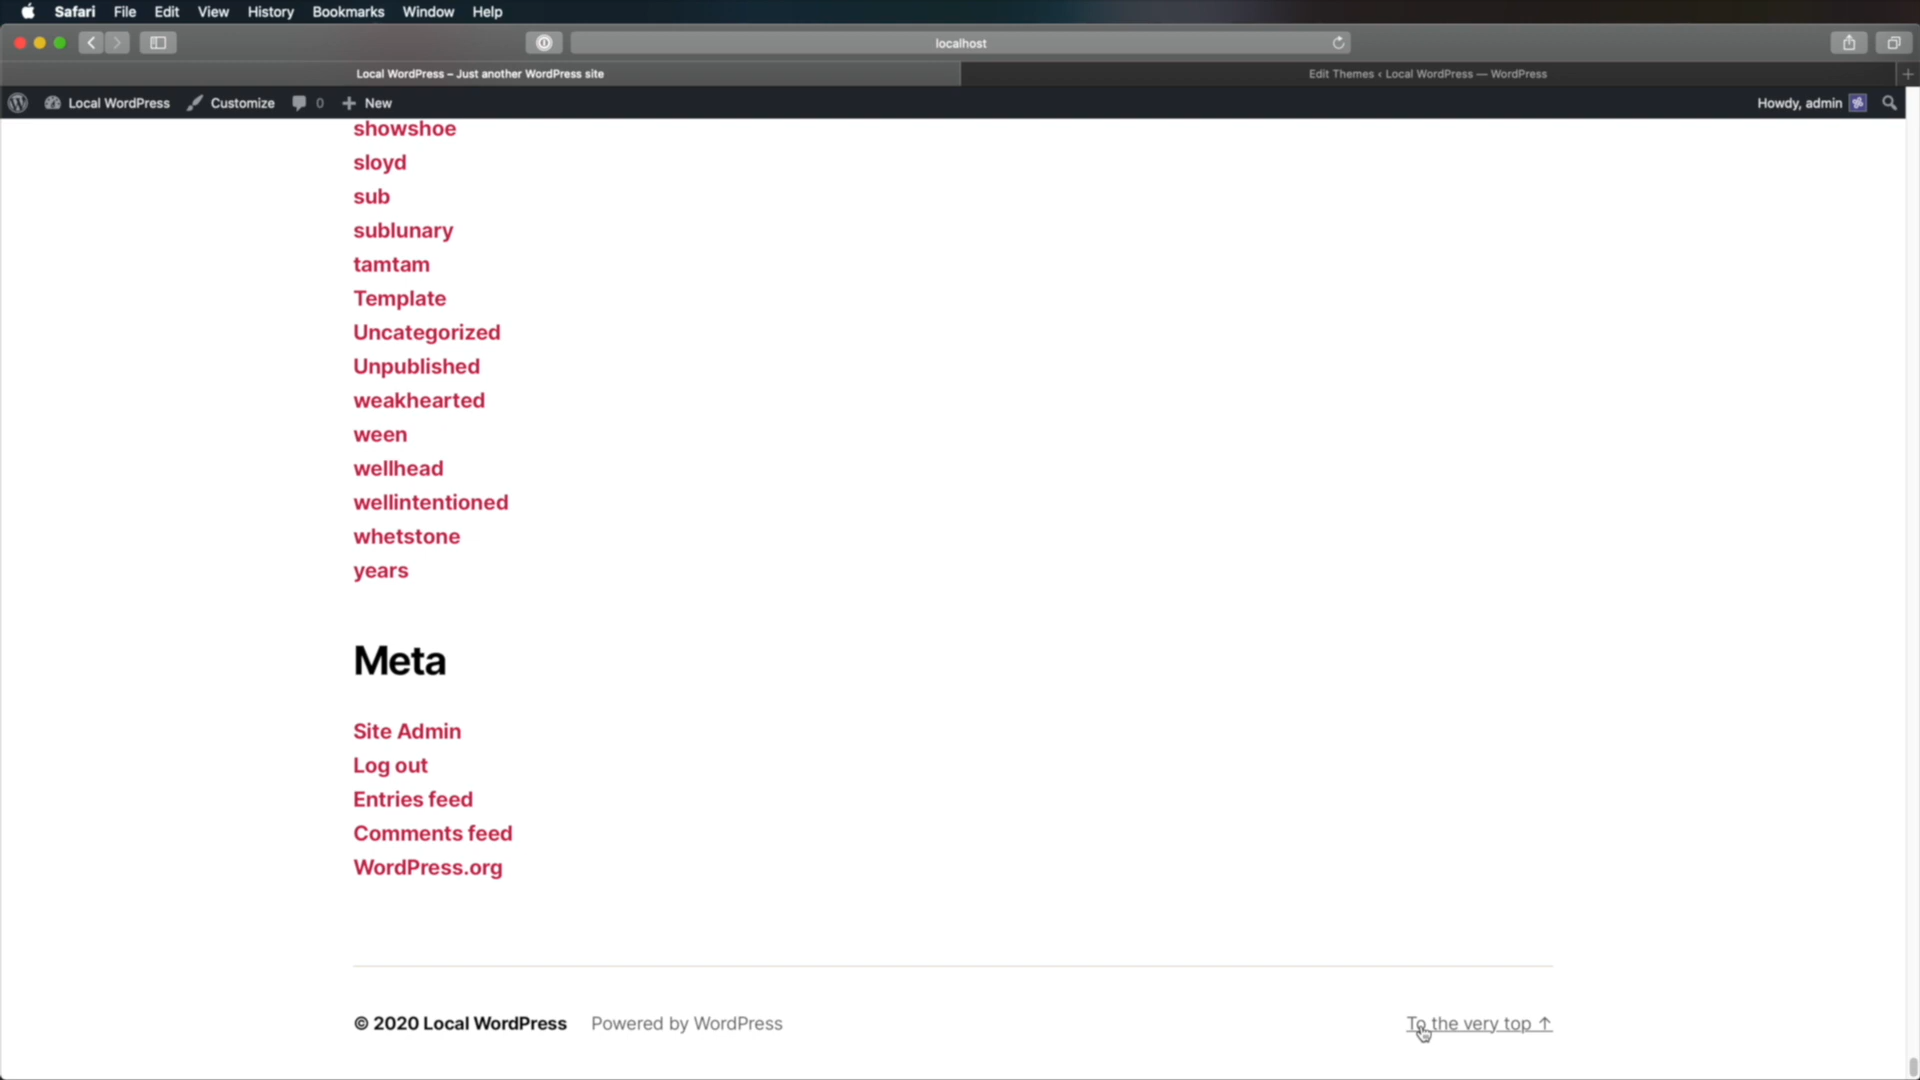 Safari File Edit View History Bookmarks Window Help
localhost
Local WordPress – Just another WordPress site
Edit Themes ‹ Local WordPress — WordPress
Local WordPress Customize 0 New
Howdy, admin
showshoe
sloyd
sub
sublunary
tamtam
Template
Uncategorized
Unpublished
weakhearted
ween
wellhead
wellintentioned
whetstone
years
Meta
Site Admin
Log out
Entries feed
Comments feed
WordPress.org
© 2020 Local WordPress Powered by WordPress
To the very top ↑